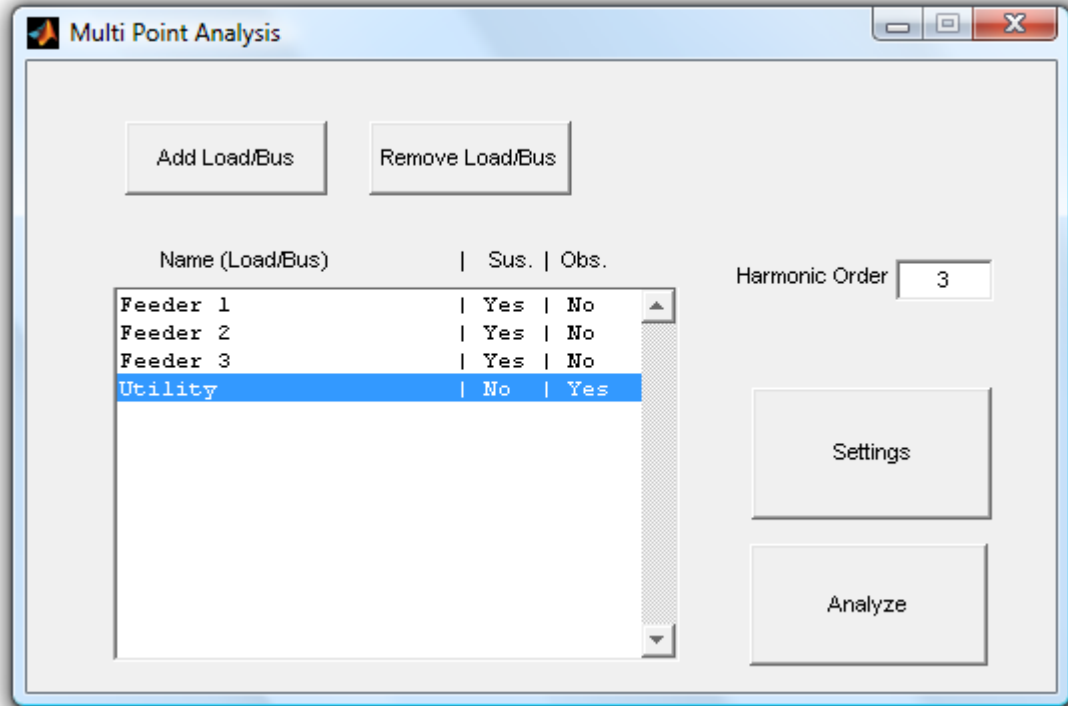 Multi Point Analysis
Add Load/Bus Remove Load/Bus
Name (Load/Bus) | Sus. | Obs.
Harmonic Order 3
Feeder 1 | Yes | No
Feeder 2 | Yes | No
Feeder 3 | Yes | No
Utility | No | Yes
Settings
Analyze